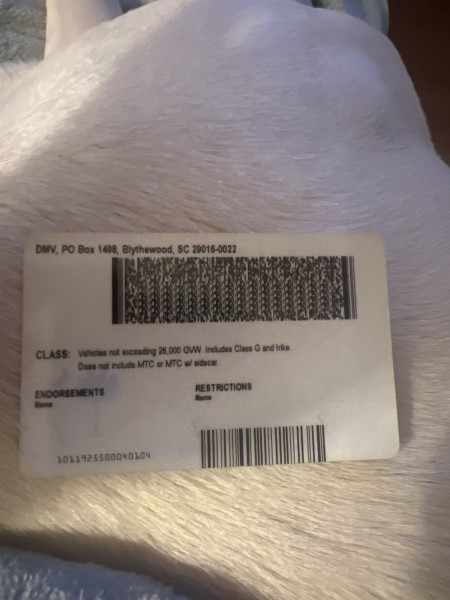 DMV, PO Box 1498, Blythewood, SC 29016-0022
CLASS: Vehicles not exceeding 26,000 GVW. Includes Class G and trike.
Does not include MTC or MTC w/ sidecar.
ENDORSEMENTS
None
RESTRICTIONS
None
1011925500040104